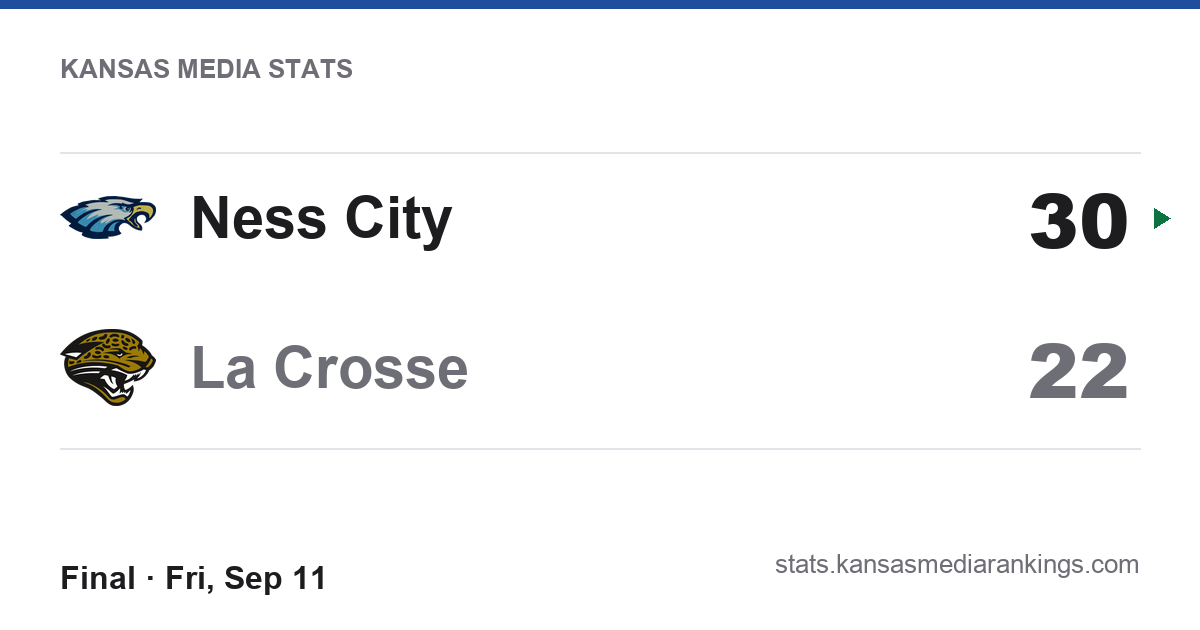 KANSAS MEDIA STATS
Ness City 30
La Crosse 22
Final · Fri, Sep 11
stats.kansasmediarankings.com